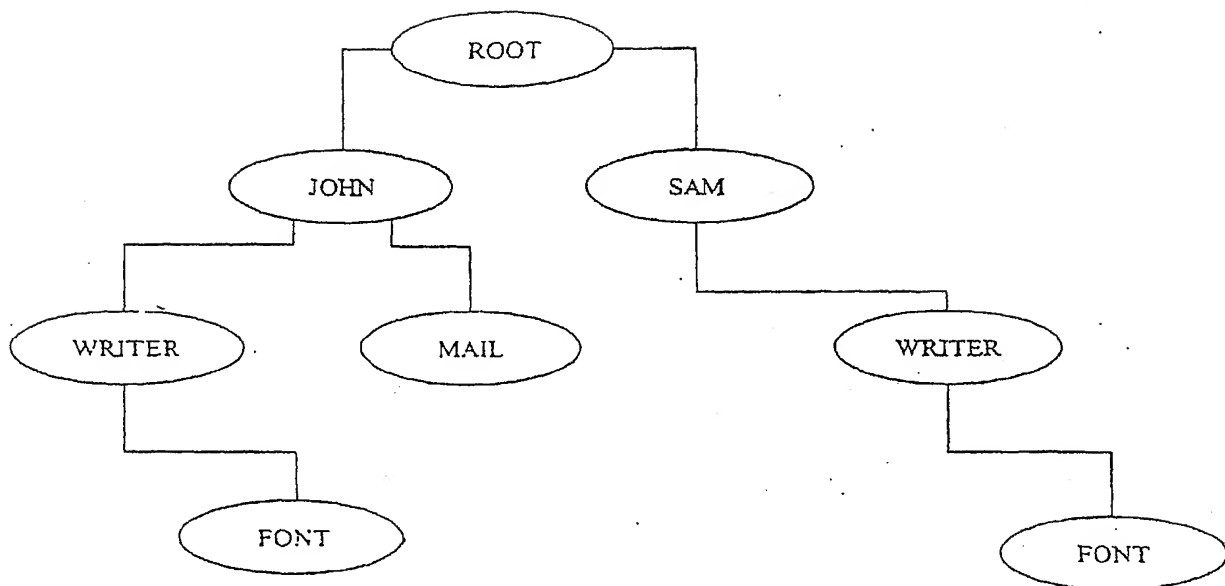 ROOT
JOHN
SAM
WRITER
MAIL
WRITER
FONT
FONT